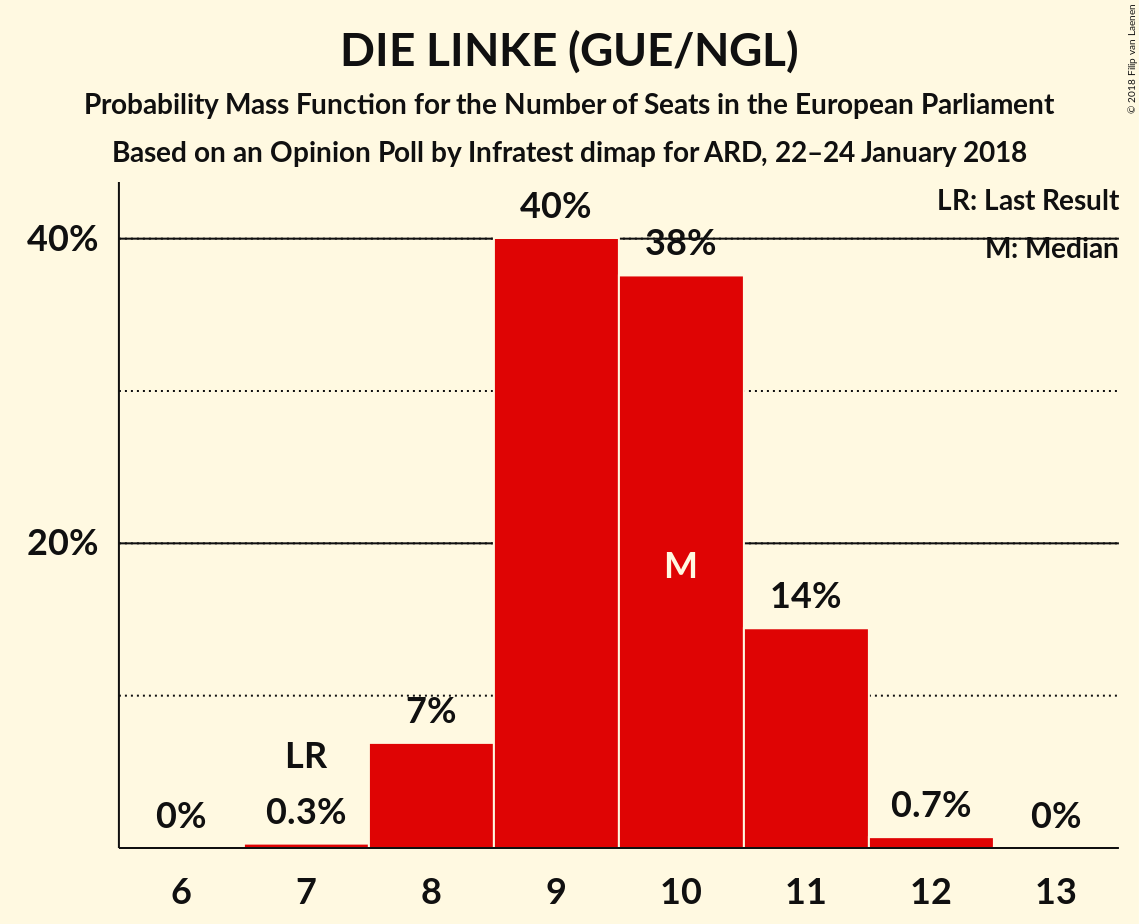 DIE LINKE (GUE/NGL)
Probability Mass Function for the Number of Seats in the European Parliament
Based on an Opinion Poll by Infratest dimap for ARD, 22–24 January 2018
© 2018 Filip van Laenen
LR: Last Result
M: Median
40%
20%
0%
LR
0.3%
7%
40%
38%
M
14%
0.7%
0%
6 7 8 9 10 11 12 13